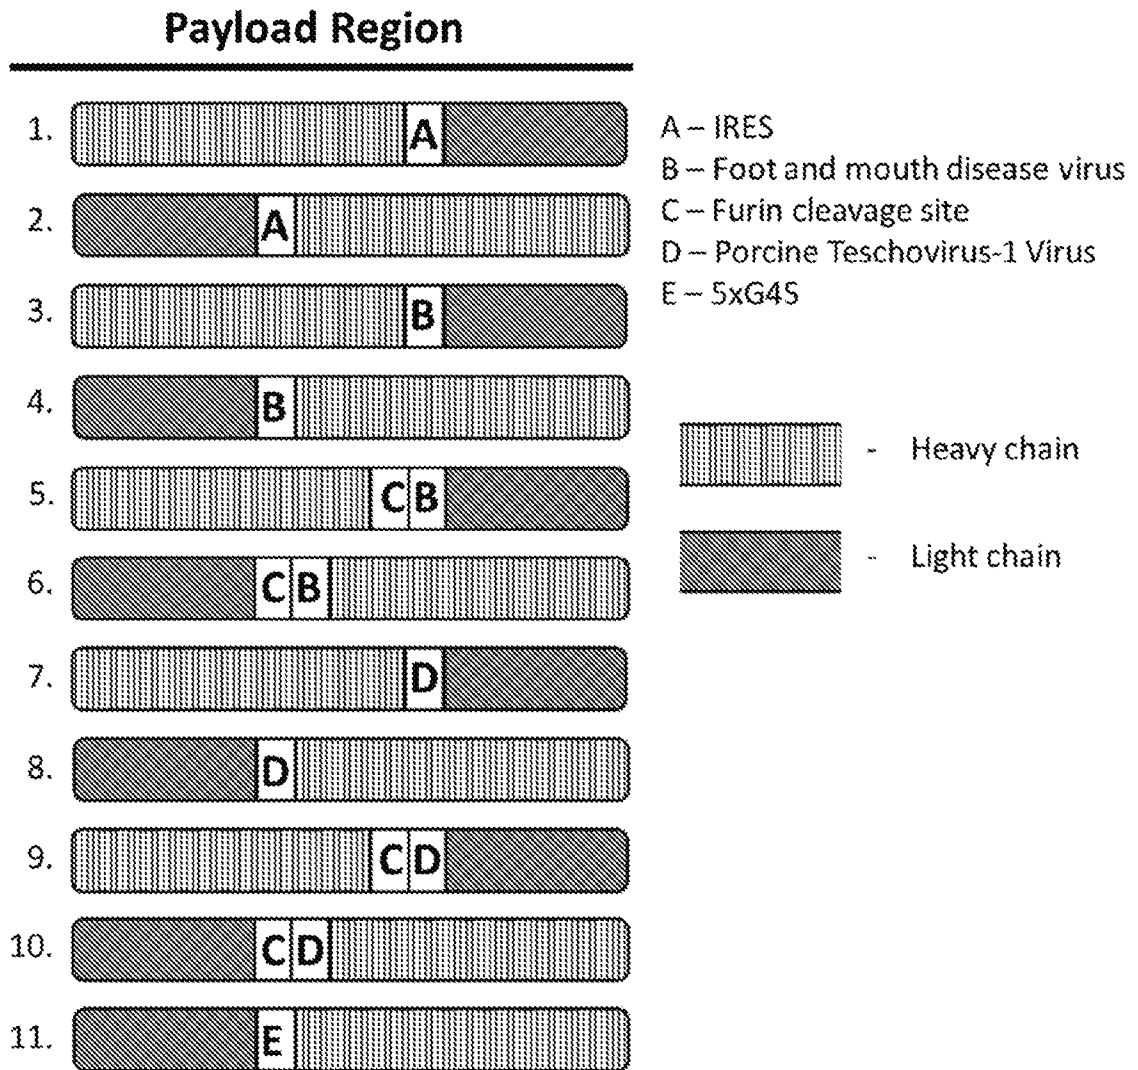 Payload Region
1. A
2. A
3. B
4. B
5. C B
6. C B
7. D
8. D
9. C D
10. C D
11. E
A – IRES
B – Foot and mouth disease virus
C – Furin cleavage site
D – Porcine Teschovirus-1 Virus
E – 5xG4S
- Heavy chain
- Light chain